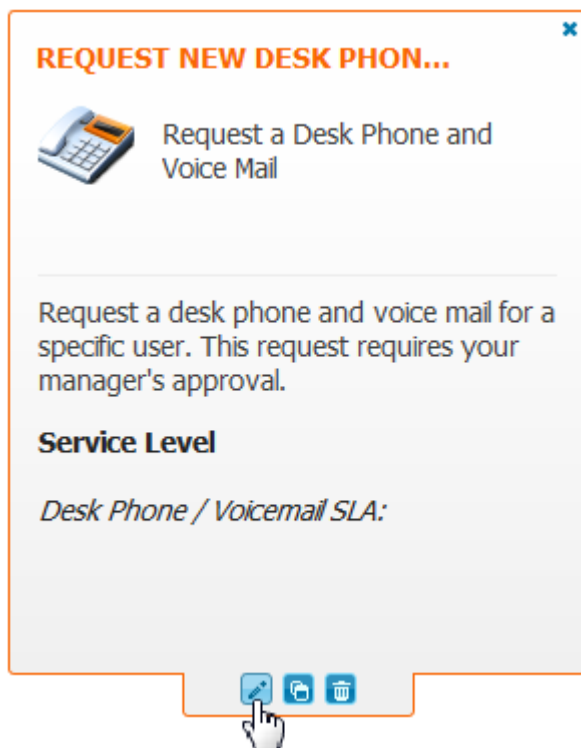 REQUEST NEW DESK PHON...
Request a Desk Phone and
Voice Mail
Request a desk phone and voice mail for a
specific user. This request requires your
manager's approval.
Service Level
Desk Phone / Voicemail SLA: